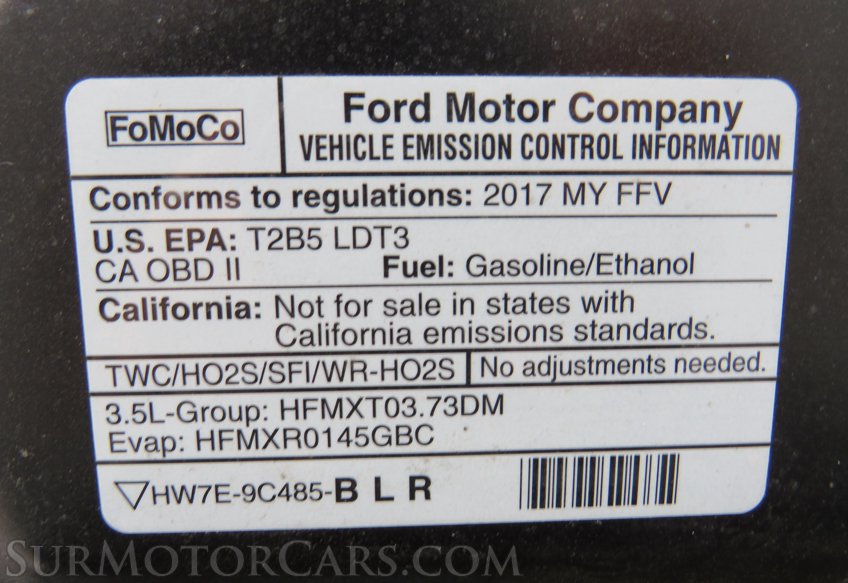 FoMoCo
Ford Motor Company
VEHICLE EMISSION CONTROL INFORMATION
Conforms to regulations: 2017 MY FFV
U.S. EPA: T2B5 LDT3
CA OBD II Fuel: Gasoline/Ethanol
California: Not for sale in states with
California emissions standards.
TWC/HO2S/SFI/WR-HO2S No adjustments needed.
3.5L-Group: HFMXT03.73DM
Evap: HFMXR0145GBC
HW7E-9C485-B L R
SurMotorCars.com